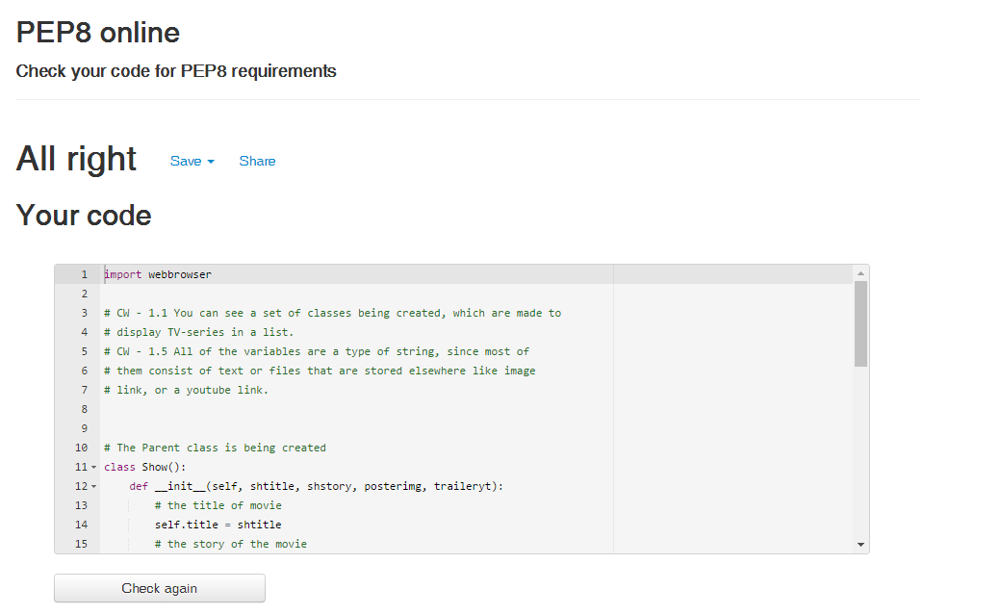 PEP8 online
Check your code for PEP8 requirements
All right Save Share
Your code
1 import webbrowser
2
3 # CW - 1.1 You can see a set of classes being created, which are made to
4 # display TV-series in a list.
5 # CW - 1.5 All of the variables are a type of string, since most of
6 # them consist of text or files that are stored elsewhere like image
7 # link, or a youtube link.
8
9
10 # The Parent class is being created
11 class Show():
12     def __init__(self, shtitle, shstory, posterimg, traileryt):
13         # the title of movie
14         self.title = shtitle
15         # the story of the movie
Check again